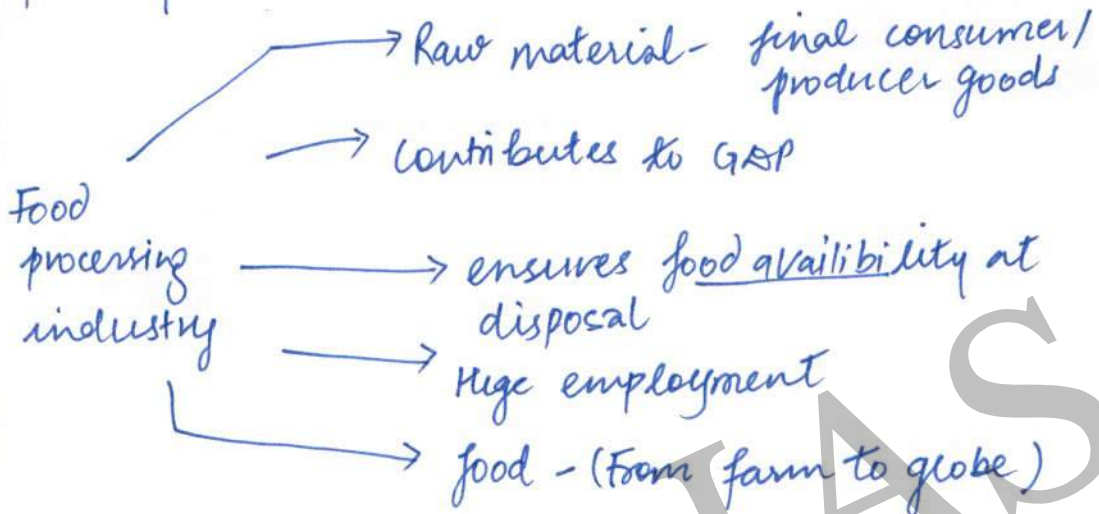 Raw material - final consumer/
producer goods
Contributes to GDP
Food
processing
industry
ensures food availibility at
disposal
Huge employment
food - (From farm to globe)
IAS